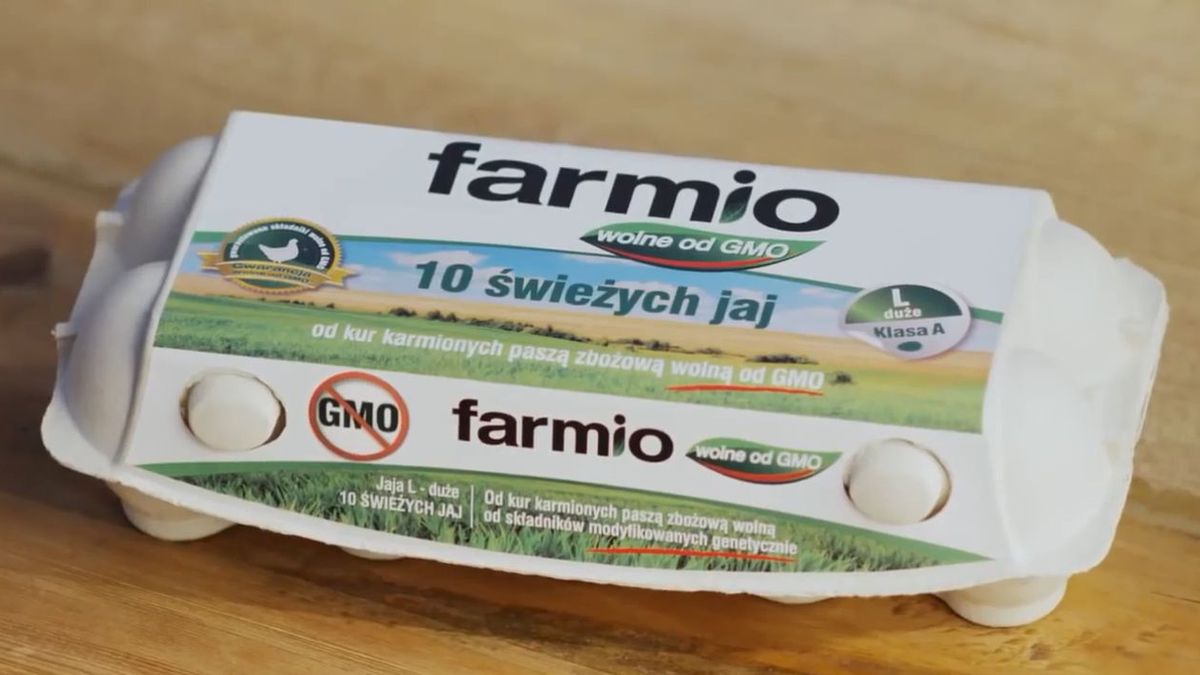 farmio
wolne od GMO
Gwarancja
10 świeżych jaj
L
duże
Klasa A
od kur karmionych paszą zbożową wolną od GMO
GMO
farmio
wolne od GMO
Jaja L - duże
10 ŚWIEŻYCH JAJ
Od kur karmionych paszą zbożową wolną
od składników modyfikowanych genetycznie